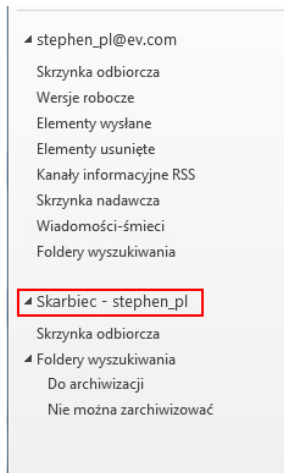 stephen_pl@ev.com
Skrzynka odbiorcza
Wersje robocze
Elementy wysłane
Elementy usunięte
Kanały informacyjne RSS
Skrzynka nadawcza
Wiadomości-śmieci
Foldery wyszukiwania
Skarbiec - stephen_pl
Skrzynka odbiorcza
Foldery wyszukiwania
Do archiwizacji
Nie można zarchiwizować